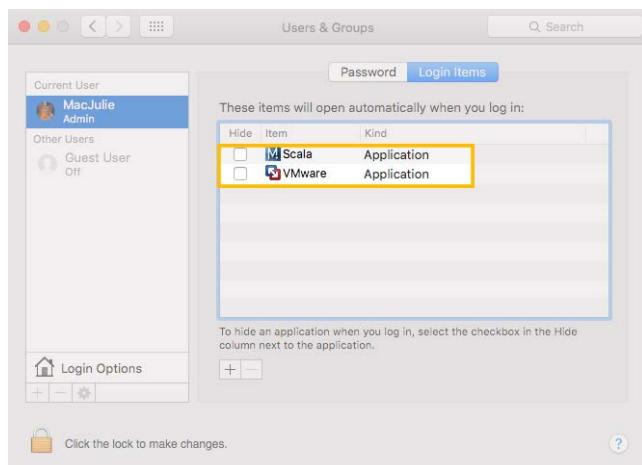 Users & Groups
Search
Password
Login Items
Current User
MacJulie
Admin
Other Users
Guest User
Off
Login Options
These items will open automatically when you log in:
Hide Item Kind
Scala Application
VMware Application
To hide an application when you log in, select the checkbox in the Hide
column next to the application.
+ −
+ −
Click the lock to make changes.
?